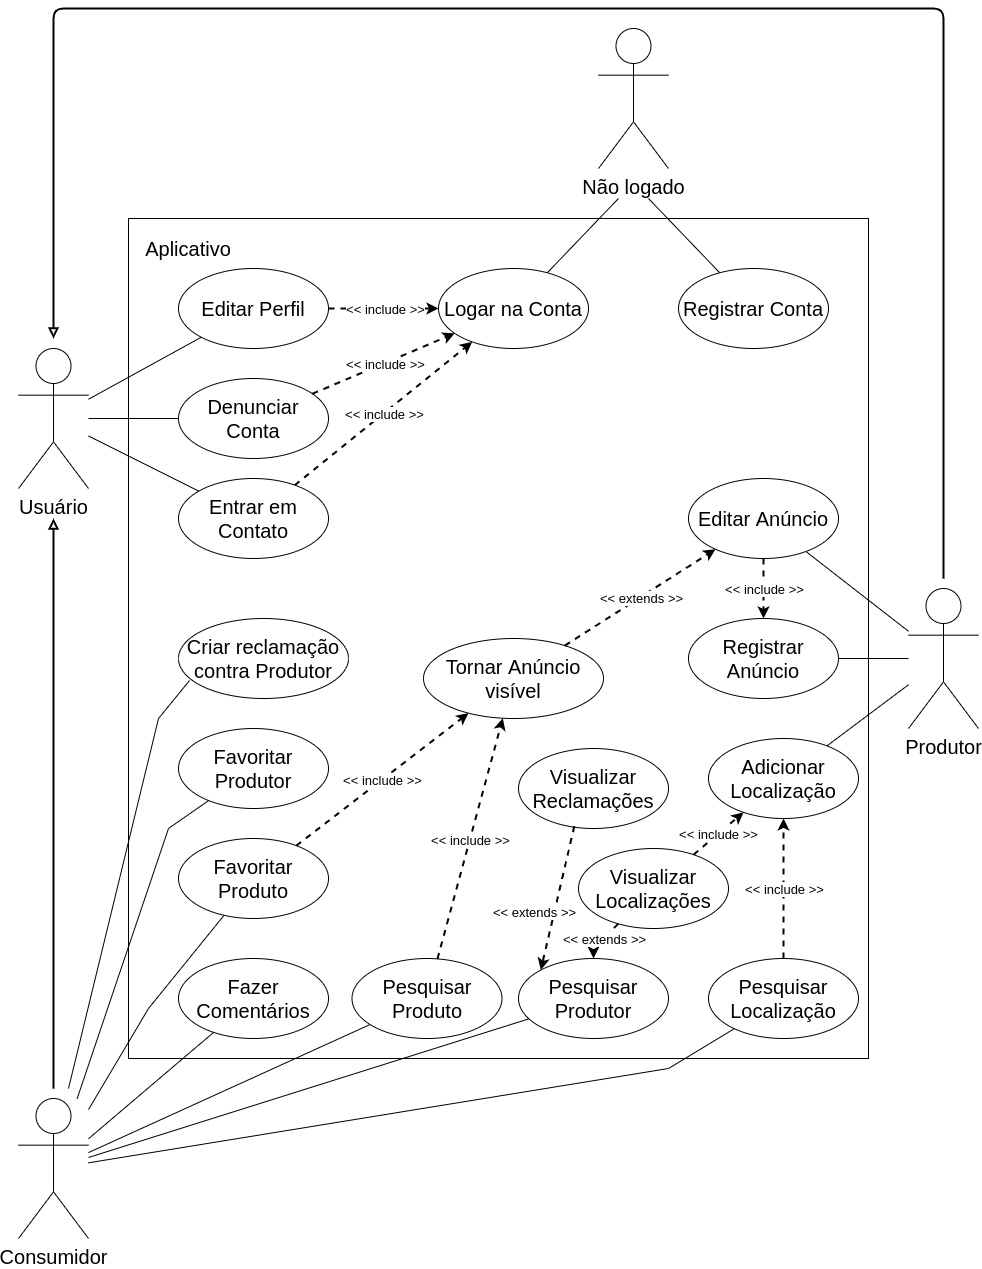 Não logado
Aplicativo
Editar Perfil
<< include >>
Logar na Conta
Registrar Conta
<< include >>
Denunciar
Conta
<< include >>
Usuário
Entrar em
Contato
Editar Anúncio
<< extends >>
<< include >>
Criar reclamação
contra Produtor
Tornar Anúncio
visível
Registrar
Anúncio
Produtor
Favoritar
Produtor
<< include >>
Visualizar
Reclamações
Adicionar
Localização
<< include >>
<< include >>
Favoritar
Produto
Visualizar
Localizações
<< include >>
<< extends >>
<< extends >>
Fazer
Comentários
Pesquisar
Produto
Pesquisar
Produtor
Pesquisar
Localização
Consumidor